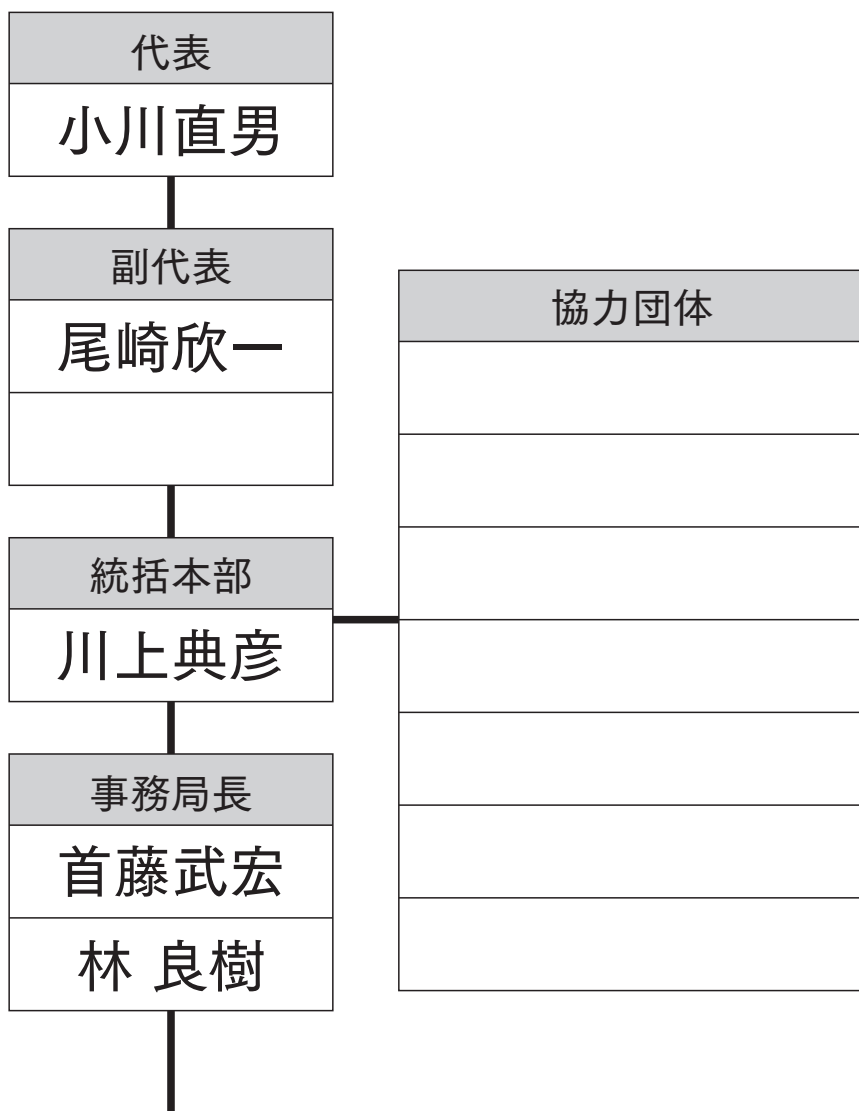 代表
小川直男
副代表
尾崎欣一
協力団体
統括本部
川上典彦
事務局長
首藤武宏
林 良樹